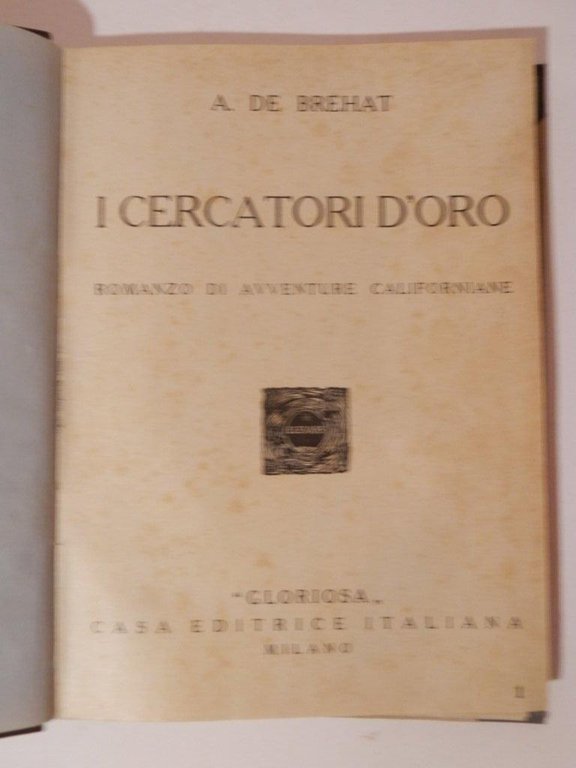 A. DE BREHAT
I CERCATORI D'ORO
ROMANZO DI AVVENTURE CALIFORNIANE
"GLORIOSA"
CASA EDITRICE ITALIANA
MILANO